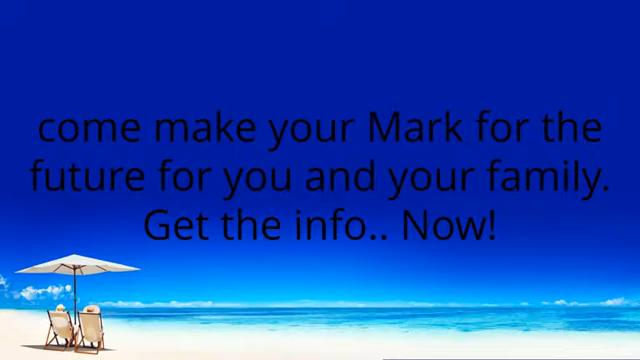 come make your Mark for the
future for you and your family.
Get the info.. Now!